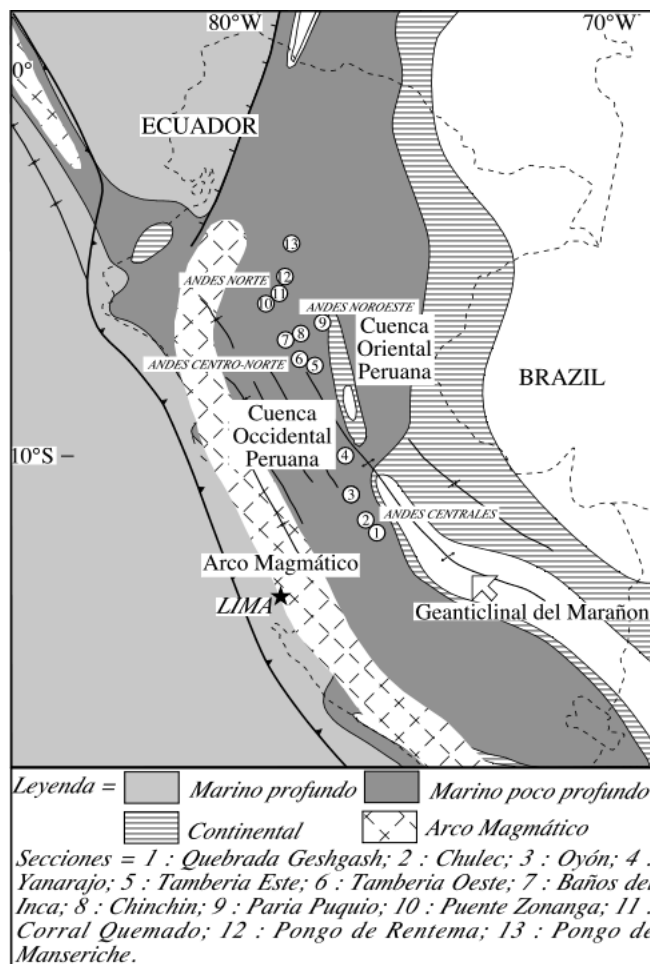 80°W
70°W
0°
ECUADOR
13
12
ANDES NORTE
11
10
ANDES NOROESTE
9
8
7
Cuenca
Oriental
Peruana
ANDES CENTRO-NORTE
6
5
BRAZIL
Cuenca
Occidental
Peruana
10°S
4
3
ANDES CENTRALES
2
1
Arco Magmático
LIMA
Geanticlinal del Marañon
Leyenda =
Marino profundo
Marino poco profundo
Continental
Arco Magmático
Secciones = 1 : Quebrada Geshgash; 2 : Chulec; 3 : Oyón; 4 :
Yanarajo; 5 : Tamberia Este; 6 : Tamberia Oeste; 7 : Baños del
Inca; 8 : Chinchin; 9 : Paria Puquio; 10 : Puente Zonanga; 11 :
Corral Quemado; 12 : Pongo de Rentema; 13 : Pongo de
Manseriche.